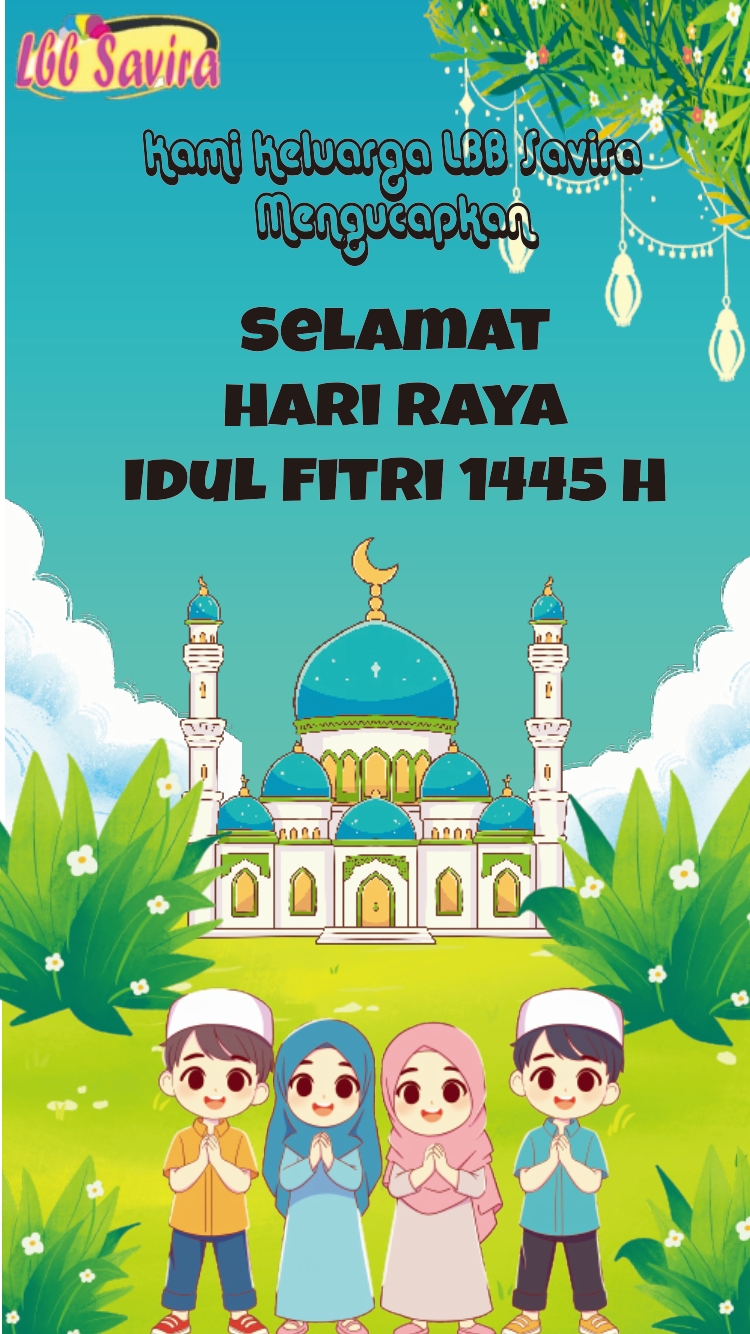 LBB Savira
Kami Keluarga LBB Savira
Mengucapkan
SELAMAT
HARI RAYA
IDUL FITRI 1445 H